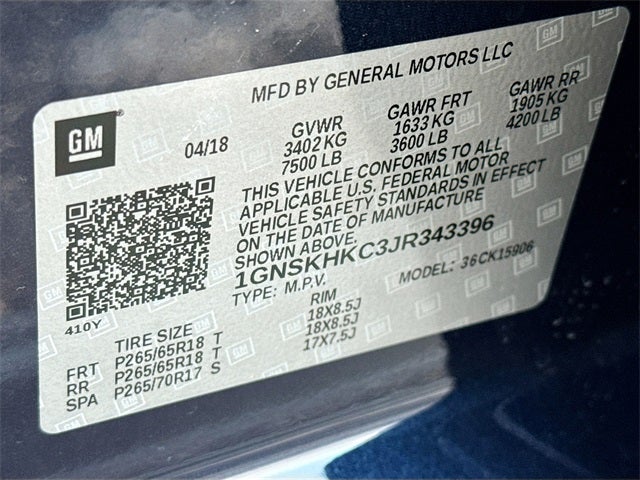 MFD BY GENERAL MOTORS LLC
GM
04/18 GVWR GAWR FRT GAWR RR
3402 KG 1633 KG 1905 KG
7500 LB 3600 LB 4200 LB
THIS VEHICLE CONFORMS TO ALL
APPLICABLE U.S. FEDERAL MOTOR
VEHICLE SAFETY STANDARDS IN EFFECT
ON THE DATE OF MANUFACTURE
SHOWN ABOVE.
1GNSKHKC3JR343396
TYPE: M.P.V. MODEL: 36CK15906
410Y
TIRE SIZE RIM
FRT P265/65R18 T 18X8.5J
RR P265/65R18 T 18X8.5J
SPA P265/70R17 S 17X7.5J